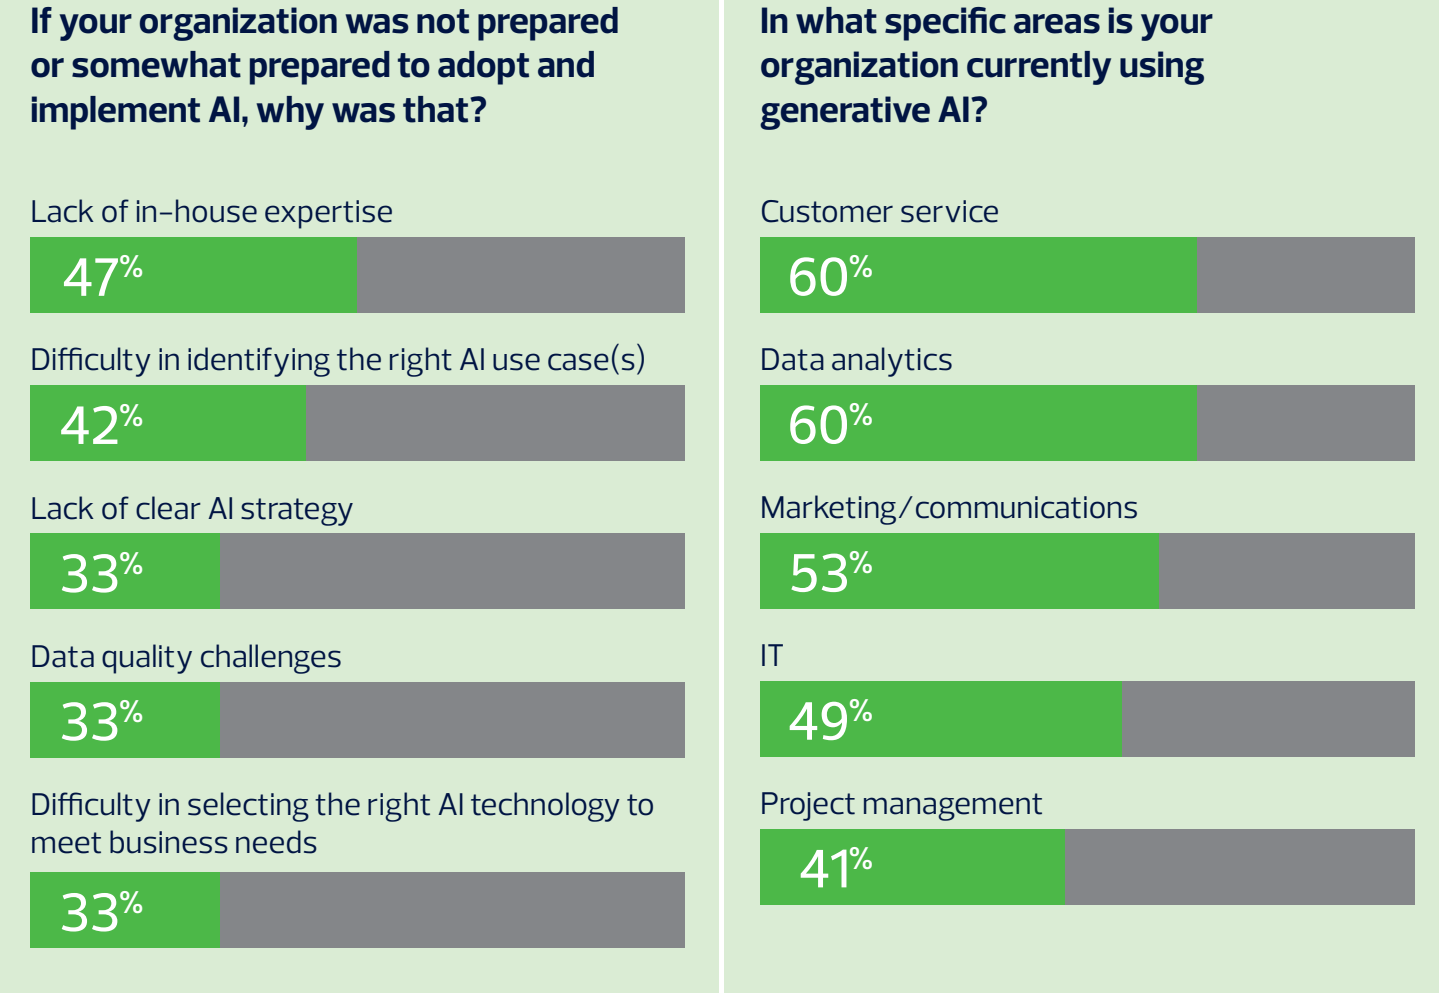 If your organization was not prepared
or somewhat prepared to adopt and
implement AI, why was that?
Lack of in-house expertise
47%
Difficulty in identifying the right AI use case(s)
42%
Lack of clear AI strategy
33%
Data quality challenges
33%
Difficulty in selecting the right AI technology to
meet business needs
33%
In what specific areas is your
organization currently using
generative AI?
Customer service
60%
Data analytics
60%
Marketing/communications
53%
IT
49%
Project management
41%